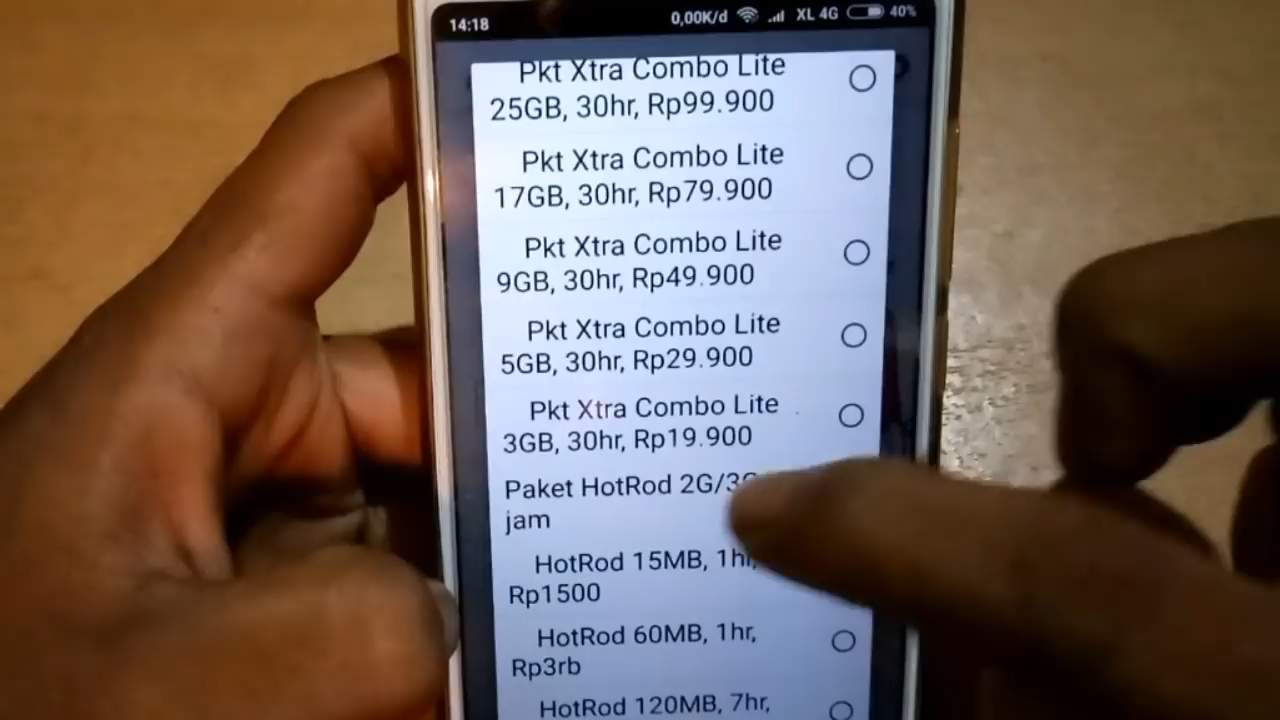 14:18 0,00K/d XL 4G 40%
Pkt Xtra Combo Lite
25GB, 30hr, Rp99.900
Pkt Xtra Combo Lite
17GB, 30hr, Rp79.900
Pkt Xtra Combo Lite
9GB, 30hr, Rp49.900
Pkt Xtra Combo Lite
5GB, 30hr, Rp29.900
Pkt Xtra Combo Lite
3GB, 30hr, Rp19.900
Paket HotRod 2G/3G
jam
HotRod 15MB, 1hr,
Rp1500
HotRod 60MB, 1hr,
Rp3rb
HotRod 120MB, 7hr,